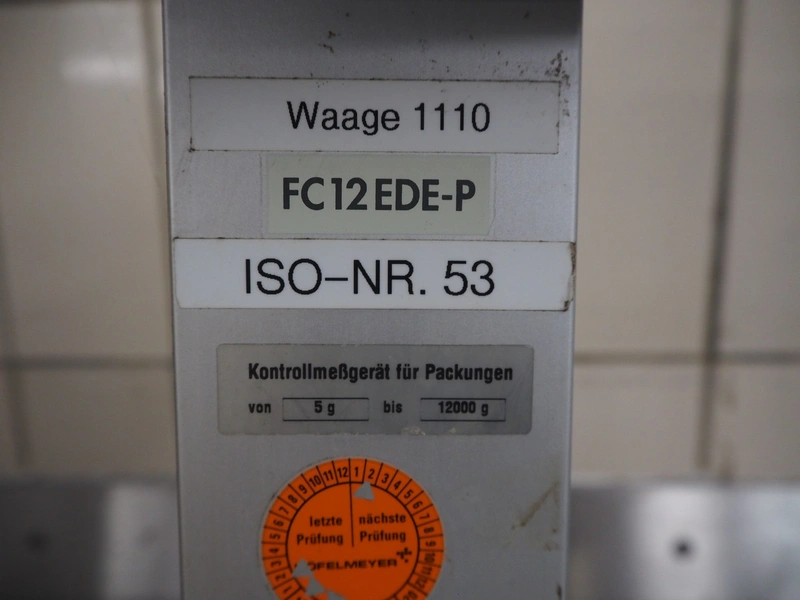 Waage 1110
FC12EDE-P
ISO-NR. 53
Kontrollmeßgerät für Packungen
von 5 g bis 12000 g
letzte nächste
Prüfung Prüfung